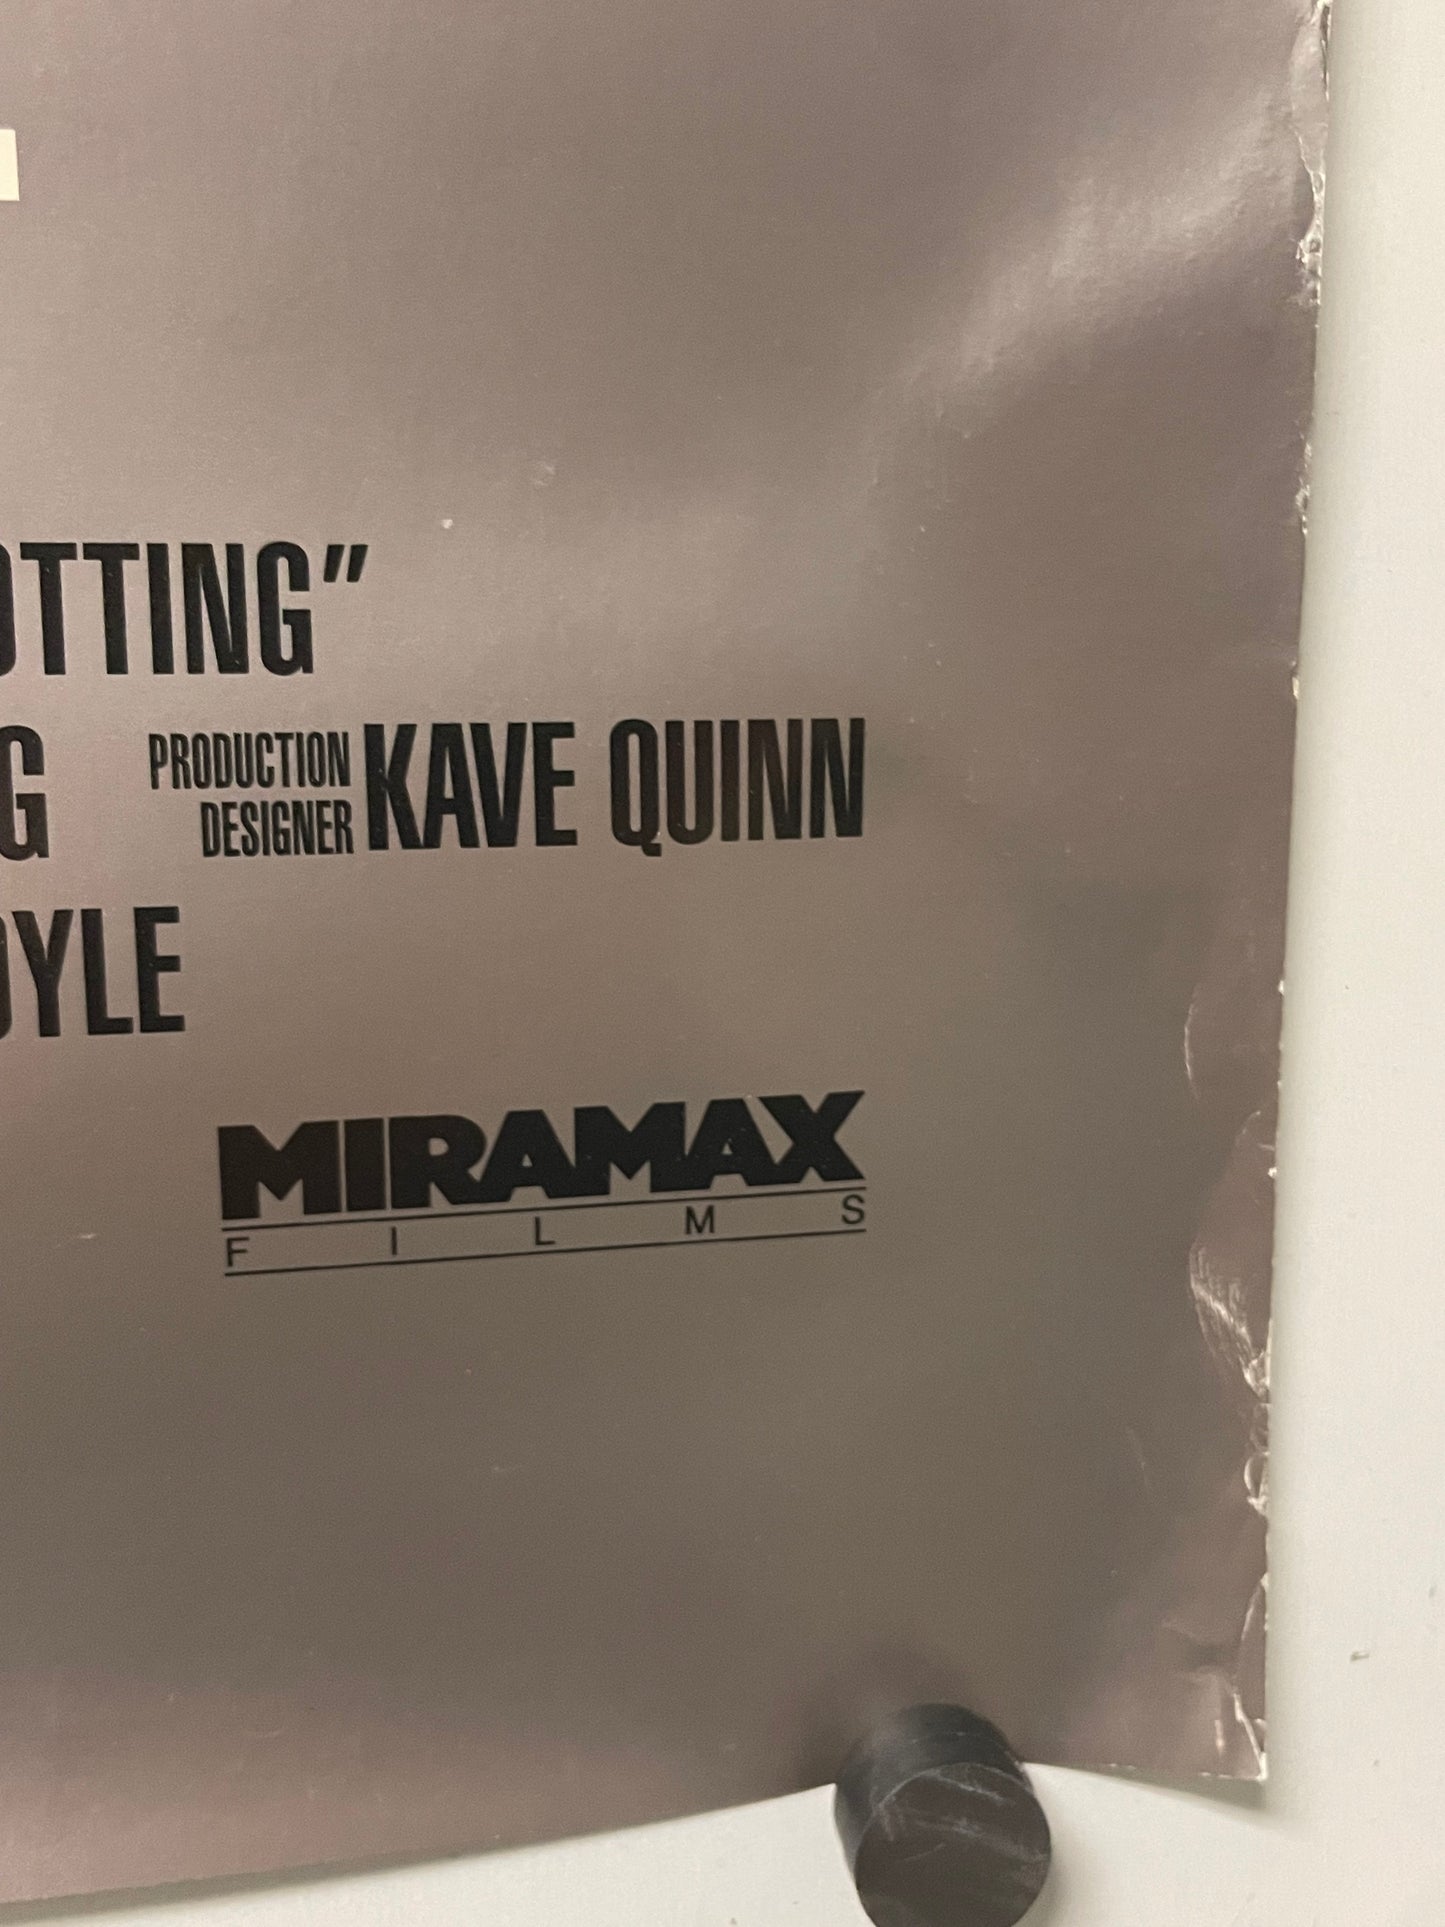 OTTING"
G PRODUCTION DESIGNER KAVE QUINN
OYLE
MIRAMAX
FILMS